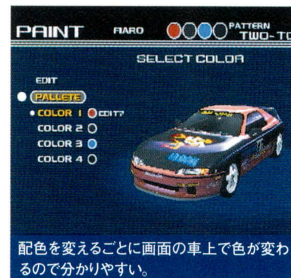 PAINT FIARO PATTERN
TWO-TO
SELECT COLOR
EDIT
PALLETE
COLOR 1 EDIT?
COLOR 2
COLOR 3
COLOR 4
配色を変えるごとに画面の車上で色が変わ
るので分かりやすい。